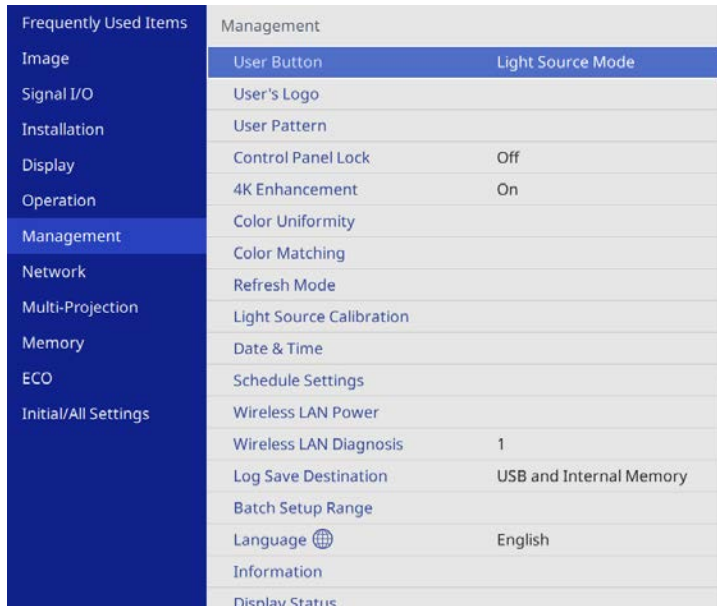 Frequently Used Items
Image
Signal I/O
Installation
Display
Operation
Management
Network
Multi-Projection
Memory
ECO
Initial/All Settings
Management
User Button Light Source Mode
User's Logo
User Pattern
Control Panel Lock Off
4K Enhancement On
Color Uniformity
Color Matching
Refresh Mode
Light Source Calibration
Date & Time
Schedule Settings
Wireless LAN Power
Wireless LAN Diagnosis 1
Log Save Destination USB and Internal Memory
Batch Setup Range
Language English
Information
Display Status